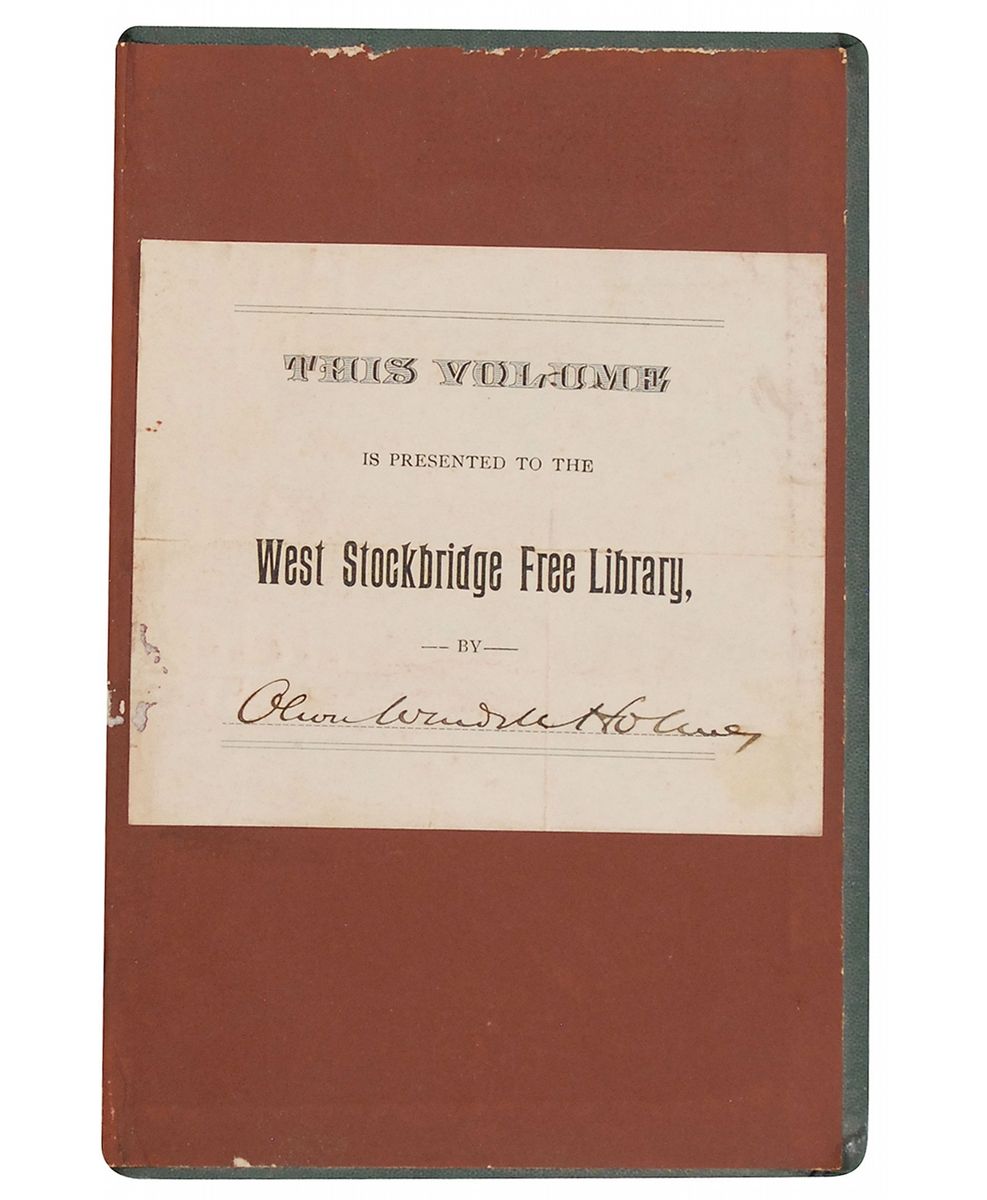 THIS VOLUME
IS PRESENTED TO THE
West Stockbridge Free Library,
— BY —
Oliver Wendell Holmes